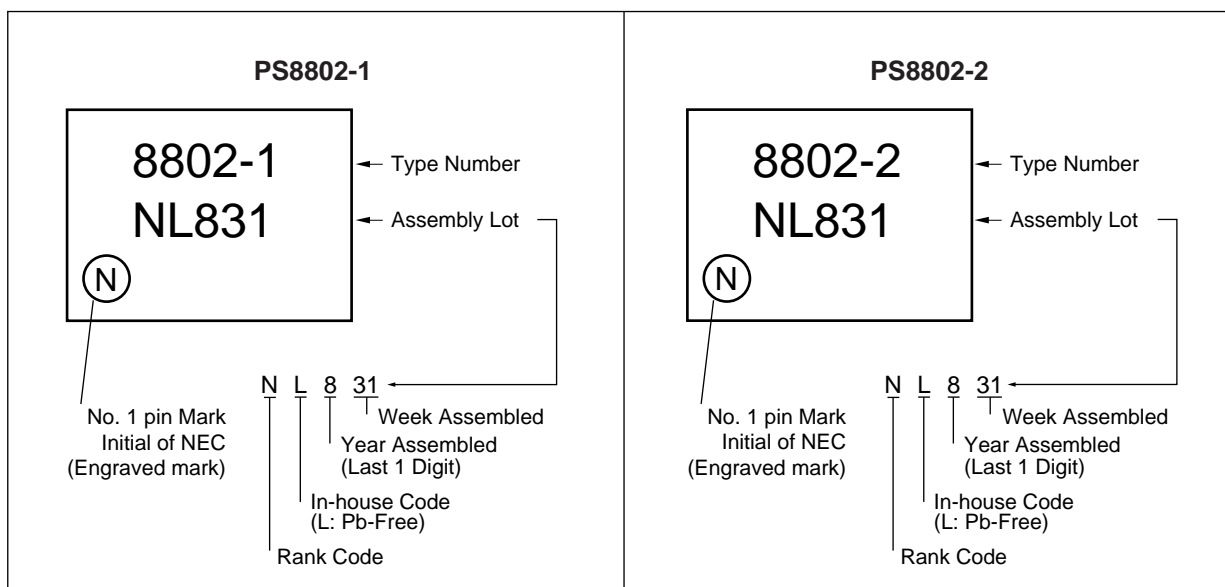 PS8802-1
8802-1
NL831
N
Type Number
Assembly Lot
No. 1 pin Mark
Initial of NEC
(Engraved mark)
N L 8 31
Week Assembled
Year Assembled
(Last 1 Digit)
In-house Code
(L: Pb-Free)
Rank Code
PS8802-2
8802-2
NL831
N
Type Number
Assembly Lot
No. 1 pin Mark
Initial of NEC
(Engraved mark)
N L 8 31
Week Assembled
Year Assembled
(Last 1 Digit)
In-house Code
(L: Pb-Free)
Rank Code